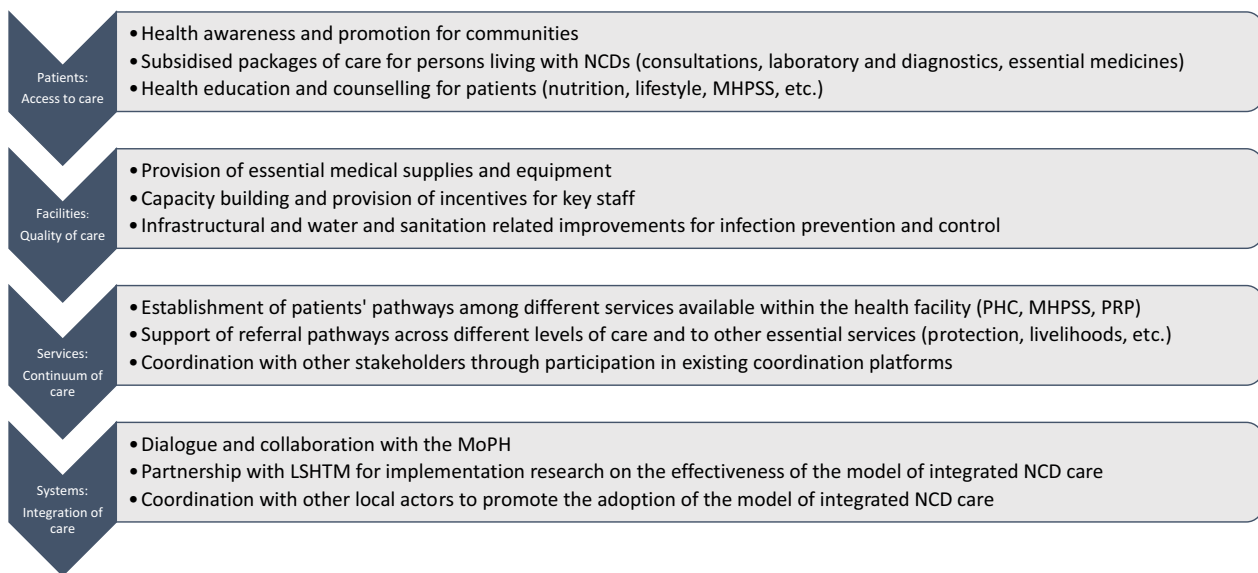 Patients:
Access to care
• Health awareness and promotion for communities
• Subsidised packages of care for persons living with NCDs (consultations, laboratory and diagnostics, essential medicines)
• Health education and counselling for patients (nutrition, lifestyle, MHPSS, etc.)
Facilities:
Quality of care
• Provision of essential medical supplies and equipment
• Capacity building and provision of incentives for key staff
• Infrastructural and water and sanitation related improvements for infection prevention and control
Services:
Continuum of
care
• Establishment of patients' pathways among different services available within the health facility (PHC, MHPSS, PRP)
• Support of referral pathways across different levels of care and to other essential services (protection, livelihoods, etc.)
• Coordination with other stakeholders through participation in existing coordination platforms
Systems:
Integration of
care
• Dialogue and collaboration with the MoPH
• Partnership with LSHTM for implementation research on the effectiveness of the model of integrated NCD care
• Coordination with other local actors to promote the adoption of the model of integrated NCD care